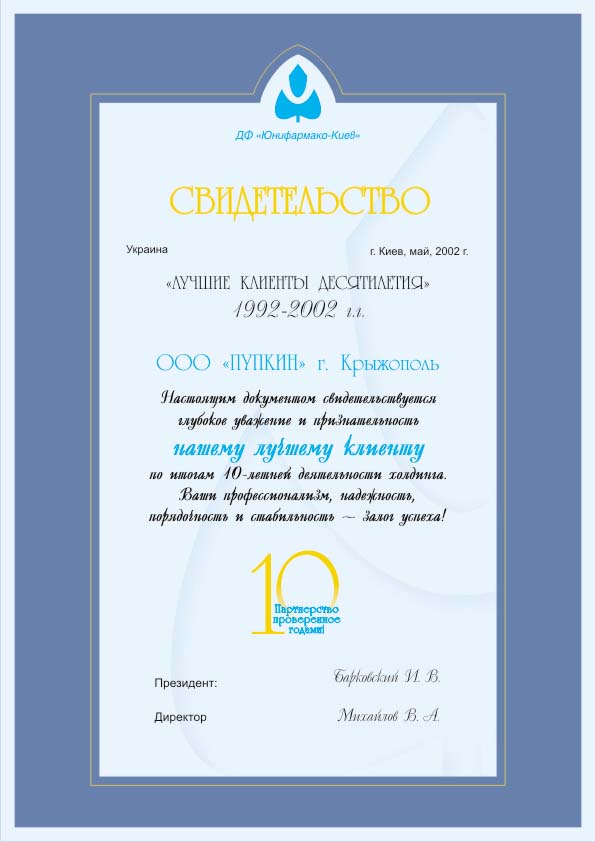 ДФ «Юнифармако-Киев»
СВИДЕТЕЛЬСТВО
Украина
г. Киев, май, 2002 г.
«ЛУЧШИЕ КЛИЕНТЫ ДЕСЯТИЛЕТИЯ»
1992-2002 г.г.
ООО «ПУПКИН» г. Крыжополь
Настоящим документом свидетельствуется
глубокое уважение и признательность
нашему лучшему клиенту
по итогам 10-летней деятельности холдинга.
Ваши профессионализм, надежность,
порядочность и стабильность – залог успеха!
10
Партнерство
проверенное
годами!
Президент:
Барковский И. В.
Директор
Михайлов В. А.